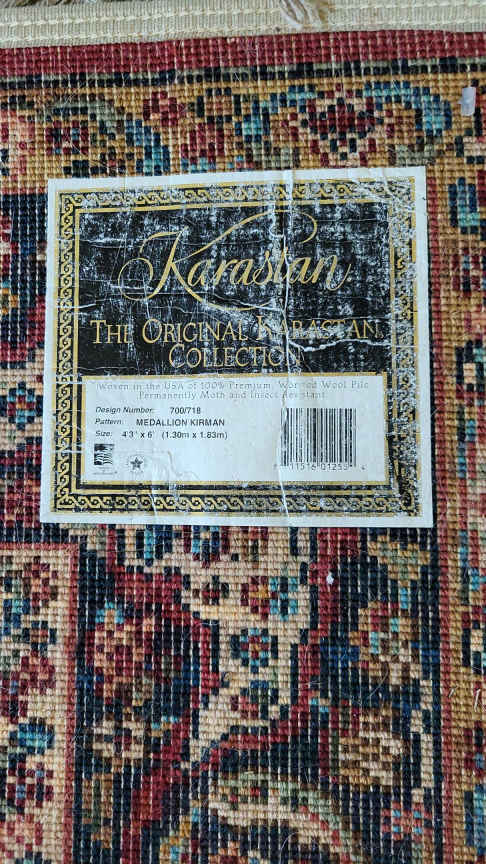 Karastan
THE ORIGINAL KARASTAN
COLLECTION
Woven in the USA of 100% Premium, Worsted Wool Pile
Permanently Moth and Insect Resistant.
Design Number: 700/718
Pattern: MEDALLION KIRMAN
Size: 4'3" x 6' (1.30m x 1.83m)